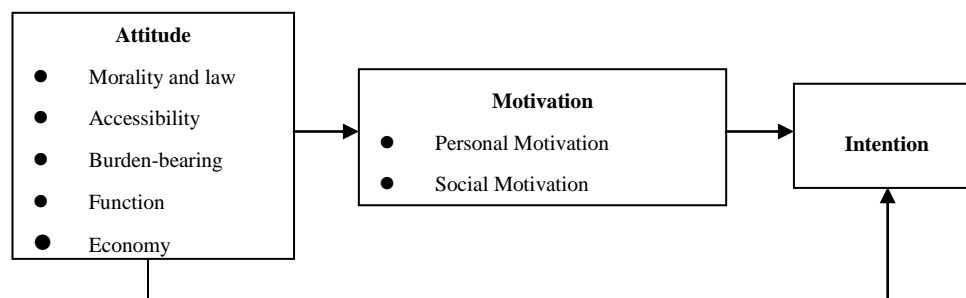 Attitude
● Morality and law
● Accessibility
● Burden-bearing
● Function
● Economy
Motivation
● Personal Motivation
● Social Motivation
Intention